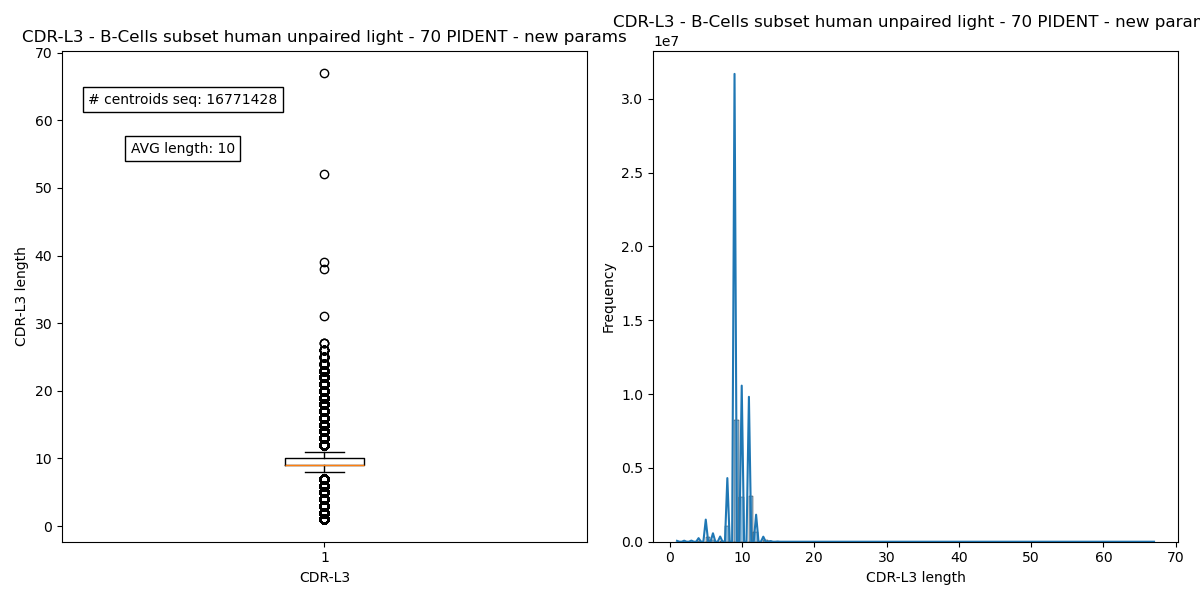 CDR-L3 - B-Cells subset human unpaired light - 70 PIDENT - new params
70
60
50
40
30
20
10
0
CDR-L3 length
# centroids seq: 16771428
AVG length: 10
1
CDR-L3
CDR-L3 - B-Cells subset human unpaired light - 70 PIDENT - new param
1e7
3.0
2.5
2.0
1.5
1.0
0.5
0.0
Frequency
0 10 20 30 40 50 60 70
CDR-L3 length